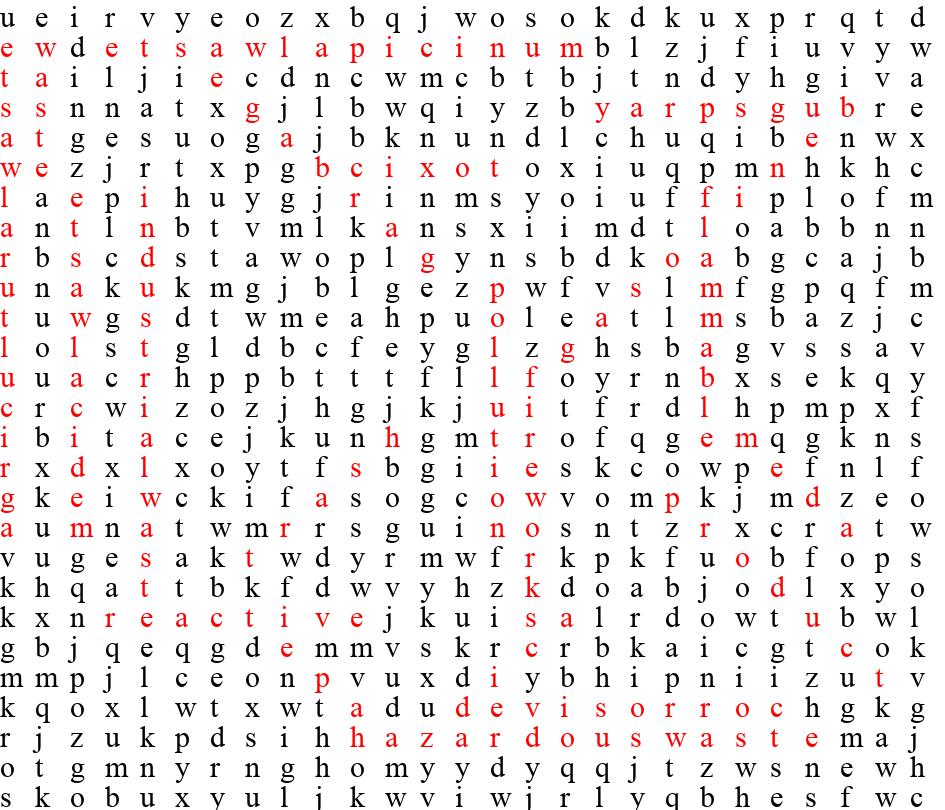 u e i r v y e o z x b q j w o s o k d k u x p r q t d
e w d e t s a w l a p i c i n u m b l z j f i u v y w
t a i l j i e c d n c w m c b t b j t n d y h g i v a
s s n n a t x g j l b w q i y z b y a r p s g u b r e
a t g e s u o g a j b k n u n d l c h u q i b e n w x
w e z j r t x p g b c i x o t o x i u q p m n h k h c
l a e p i h u y g j r i n m s y o i u f f i p l o f m
a n t l n b t v m l k a n s x i i m d t l o a b b n n
r b s c d s t a w o p l g y n s b d k o a b g c a j b
u n a k u k m g j b l g e z p w f v s l m f g p q f m
t u w g s d t w m e a h p u o l e a t l m s b a z j c
l o l s t g l d b c f e y g l z g h s b a g v s s a v
u u a c r h p p b t t t f l l f o y r n b x s e k q y
c r c w i z o z j h g j k j u i t f r d l h p m p x f
i b i t a c e j k u n h g m t r o f q g e m q g k n s
r x d x l x o y t f s b g i i e s k c o w p e f n l f
g k e i w c k i f a s o g c o w v o m p k j m d z e o
a u m n a t w m r r s g u i n o s n t z r x c r a t w
v u g e s a k t w d y r m w f r k p k f u o b f o p s
k h q a t t b k f d w v y h z k d o a b j o d l x y o
k x n r e a c t i v e j k u i s a l r d o w t u b w l
g b j q e q g d e m m v s k r c r b k a i c g t c o k
m m p j l c e o n p v u x d i y b h i p n i i z u t v
k q o x l w t x w t a d u d e v i s o r r o c h g k g
r j z u k p d s i h h a z a r d o u s w a s t e m a j
o t g m n y r n g h o m y y d y q q j t z w s n e w h
s k o b u x y u l j k w v i w j r l y q b h e s f w c